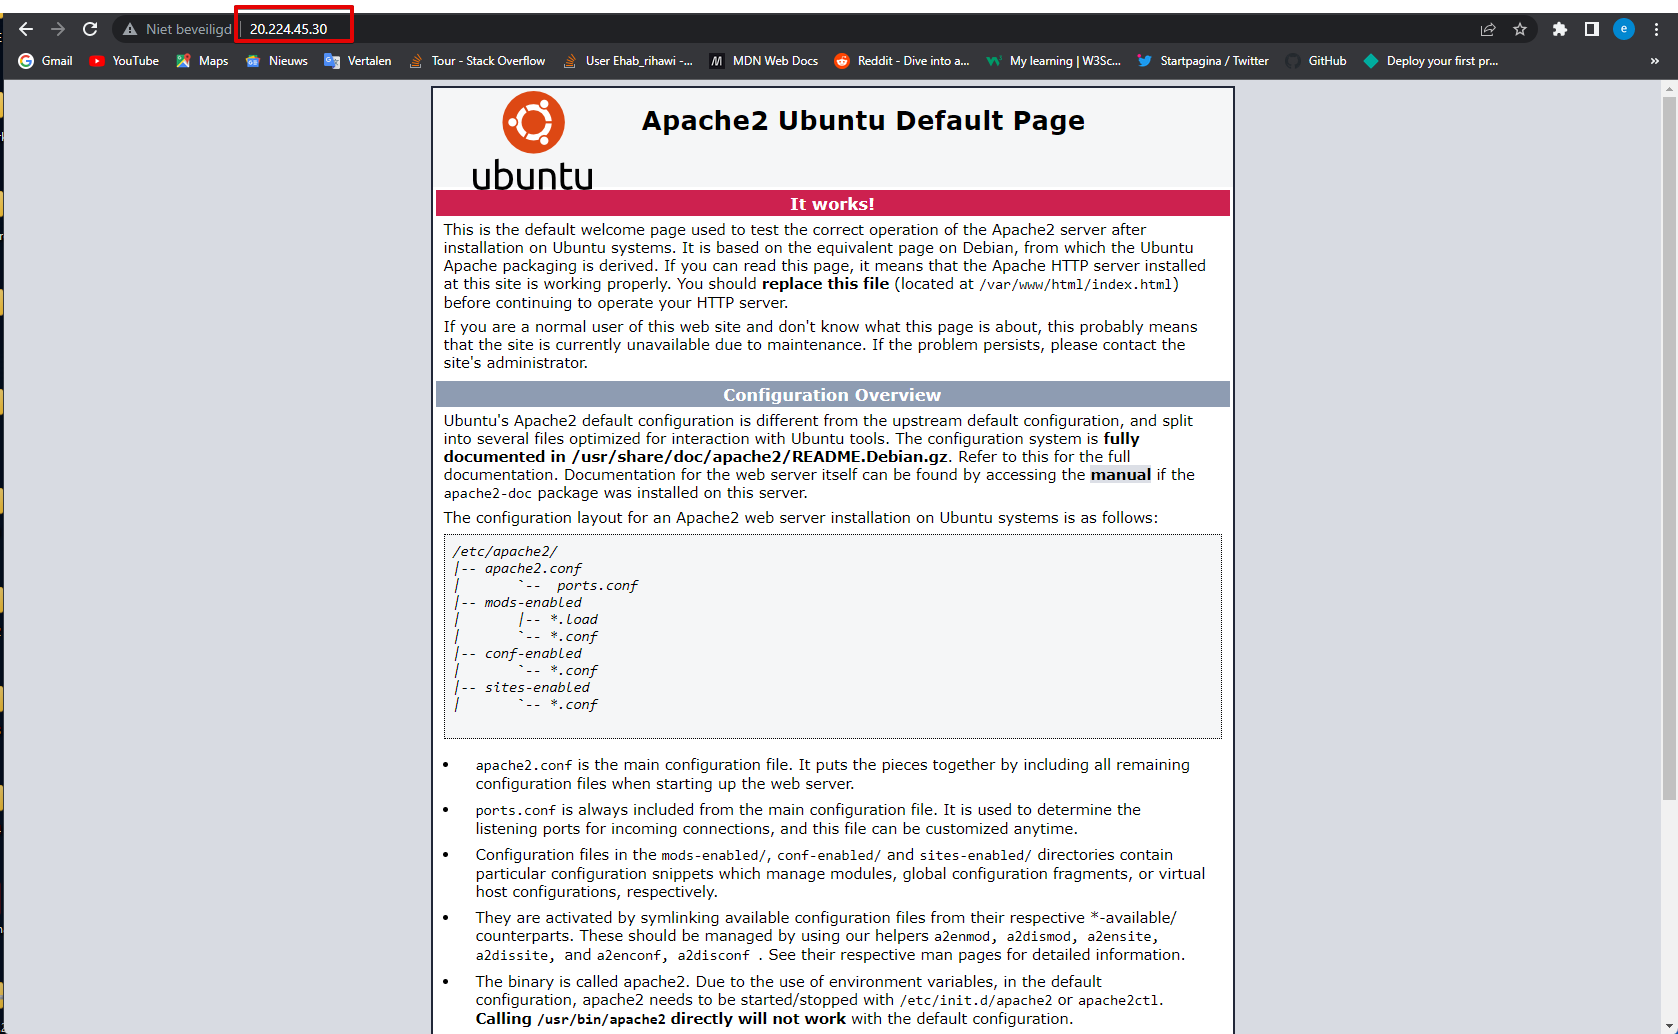 Niet beveiligd 20.224.45.30 e
Gmail YouTube Maps Nieuws Vertalen Tour - Stack Overflow User Ehab_rihawi -... MDN Web Docs Reddit - Dive into a... My learning | W3Sc... Startpagina / Twitter GitHub Deploy your first pr... »
ubuntu
Apache2 Ubuntu Default Page
It works!
This is the default welcome page used to test the correct operation of the Apache2 server after
installation on Ubuntu systems. It is based on the equivalent page on Debian, from which the Ubuntu
Apache packaging is derived. If you can read this page, it means that the Apache HTTP server installed
at this site is working properly. You should replace this file (located at /var/www/html/index.html)
before continuing to operate your HTTP server.
If you are a normal user of this web site and don't know what this page is about, this probably means
that the site is currently unavailable due to maintenance. If the problem persists, please contact the
site's administrator.
Configuration Overview
Ubuntu's Apache2 default configuration is different from the upstream default configuration, and split
into several files optimized for interaction with Ubuntu tools. The configuration system is fully
documented in /usr/share/doc/apache2/README.Debian.gz. Refer to this for the full
documentation. Documentation for the web server itself can be found by accessing the manual if the
apache2-doc package was installed on this server.
The configuration layout for an Apache2 web server installation on Ubuntu systems is as follows:
/etc/apache2/
|-- apache2.conf
|       `--  ports.conf
|-- mods-enabled
|       |-- *.load
|       `-- *.conf
|-- conf-enabled
|       `-- *.conf
|-- sites-enabled
|       `-- *.conf
• apache2.conf is the main configuration file. It puts the pieces together by including all remaining
configuration files when starting up the web server.
• ports.conf is always included from the main configuration file. It is used to determine the
listening ports for incoming connections, and this file can be customized anytime.
• Configuration files in the mods-enabled/, conf-enabled/ and sites-enabled/ directories contain
particular configuration snippets which manage modules, global configuration fragments, or virtual
host configurations, respectively.
• They are activated by symlinking available configuration files from their respective *-available/
counterparts. These should be managed by using our helpers a2enmod, a2dismod, a2ensite,
a2dissite, and a2enconf, a2disconf . See their respective man pages for detailed information.
• The binary is called apache2. Due to the use of environment variables, in the default
configuration, apache2 needs to be started/stopped with /etc/init.d/apache2 or apache2ctl.
Calling /usr/bin/apache2 directly will not work with the default configuration.